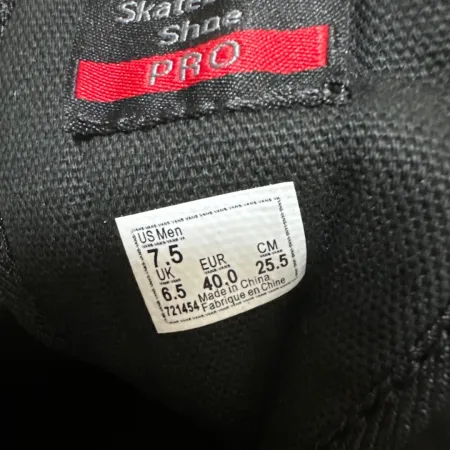 Skate
Shoe
PRO
US Men
7.5
UK EUR CM
6.5 40.0 25.5
721454 Made in China
Fabrique en Chine